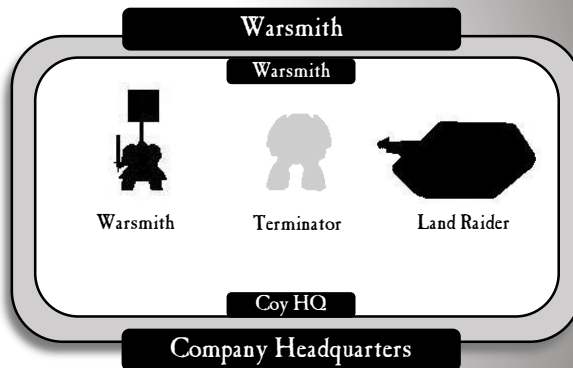 Warsmith
Warsmith
Warsmith Terminator Land Raider
Coy HQ
Company Headquarters